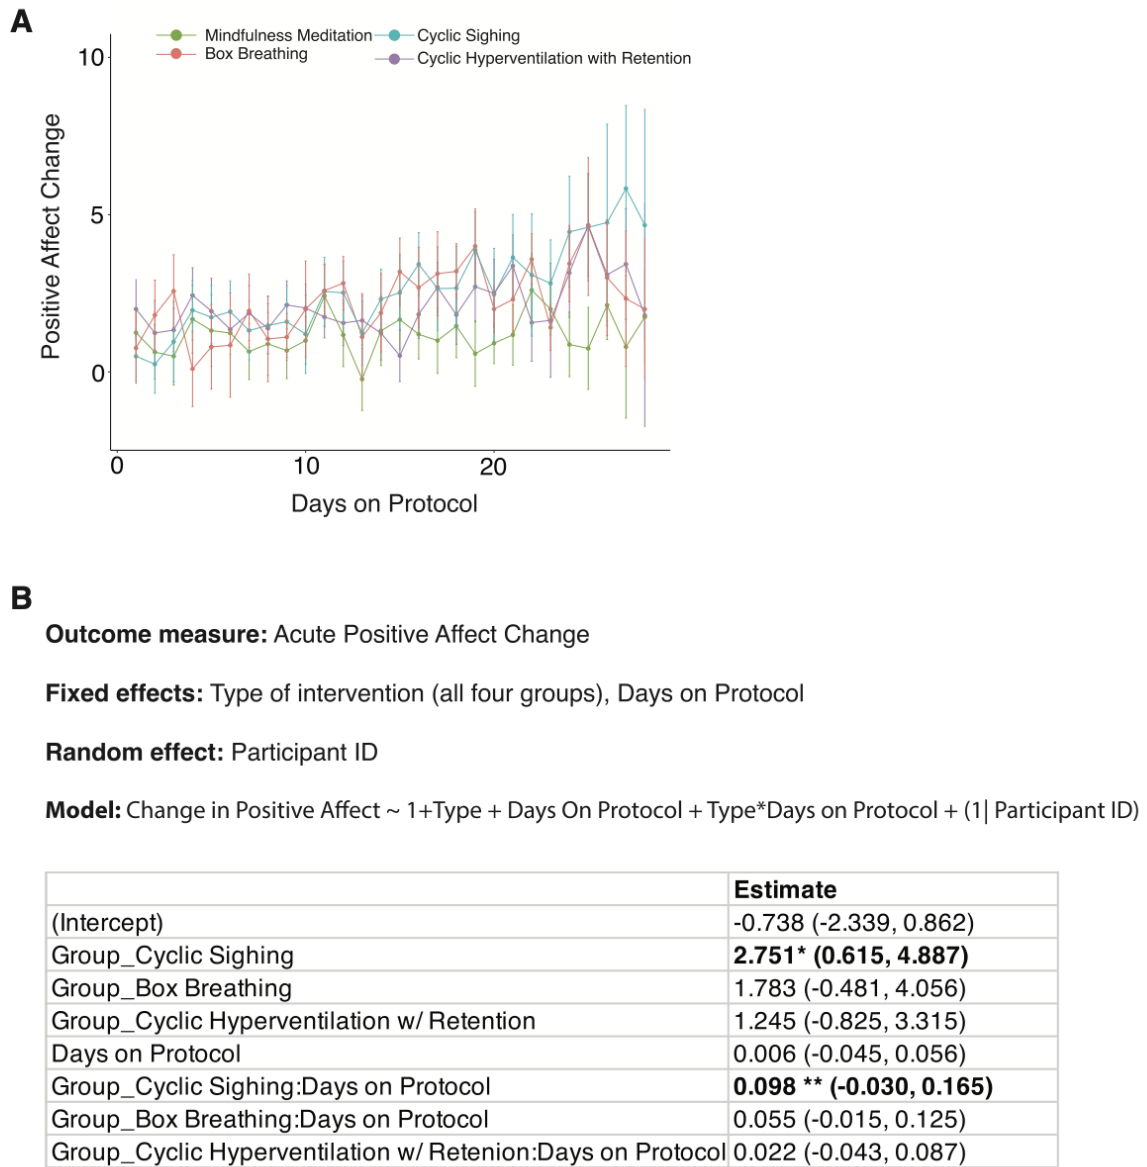 A
Mindfulness Meditation
Cyclic Sighing
Box Breathing
Cyclic Hyperventilation with Retention
10
5
0
Positive Affect Change
0 10 20
Days on Protocol
B
Outcome measure: Acute Positive Affect Change
Fixed effects: Type of intervention (all four groups), Days on Protocol
Random effect: Participant ID
Model: Change in Positive Affect ~ 1+Type + Days On Protocol + Type*Days on Protocol + (1| Participant ID)
Estimate
(Intercept) -0.738 (-2.339, 0.862)
Group_Cyclic Sighing 2.751* (0.615, 4.887)
Group_Box Breathing 1.783 (-0.481, 4.056)
Group_Cyclic Hyperventilation w/ Retention 1.245 (-0.825, 3.315)
Days on Protocol 0.006 (-0.045, 0.056)
Group_Cyclic Sighing:Days on Protocol 0.098 ** (-0.030, 0.165)
Group_Box Breathing:Days on Protocol 0.055 (-0.015, 0.125)
Group_Cyclic Hyperventilation w/ Retenion:Days on Protocol 0.022 (-0.043, 0.087)